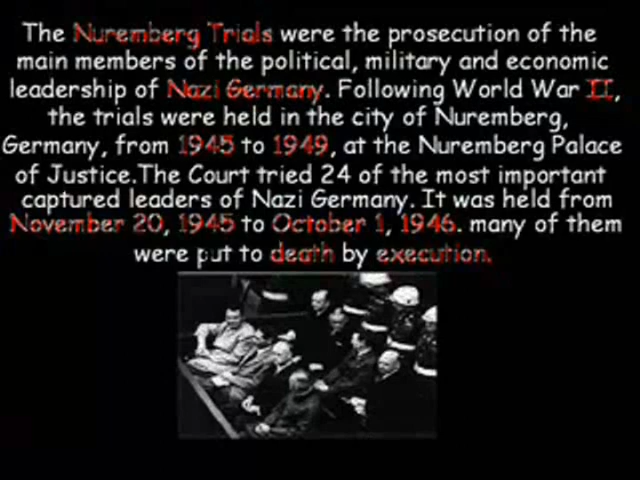 The Nuremberg Trials were the prosecution of the
main members of the political, military and economic
leadership of Nazi Germany. Following World War II,
the trials were held in the city of Nuremberg,
Germany, from 1945 to 1949, at the Nuremberg Palace
of Justice.The Court tried 24 of the most important
captured leaders of Nazi Germany. It was held from
November 20, 1945 to October 1, 1946. many of them
were put to death by execution.